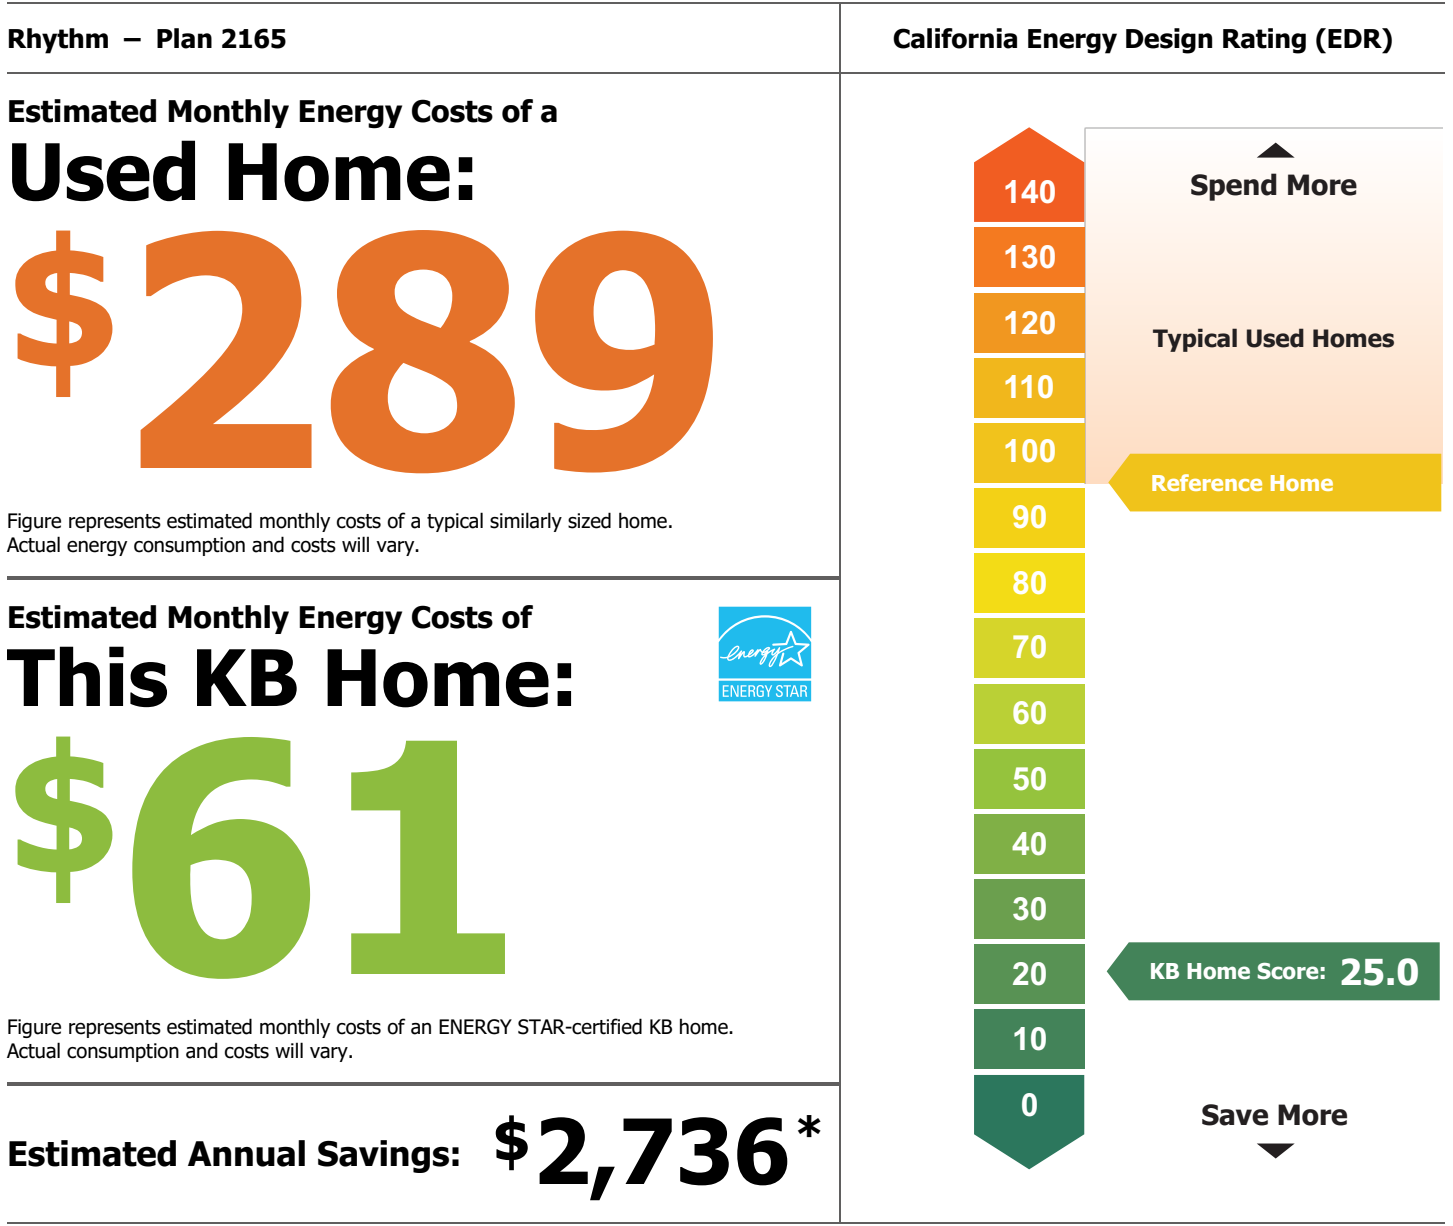 Rhythm – Plan 2165
Estimated Monthly Energy Costs of a
Used Home:
$289
Figure represents estimated monthly costs of a typical similarly sized home.
Actual energy consumption and costs will vary.
Estimated Monthly Energy Costs of
This KB Home:
energy
ENERGY STAR
$61
Figure represents estimated monthly costs of an ENERGY STAR-certified KB home.
Actual consumption and costs will vary.
Estimated Annual Savings: $2,736*
California Energy Design Rating (EDR)
Spend More
140
130
120
Typical Used Homes
110
100
Reference Home
90
80
70
60
50
40
30
20
KB Home Score: 25.0
10
0
Save More